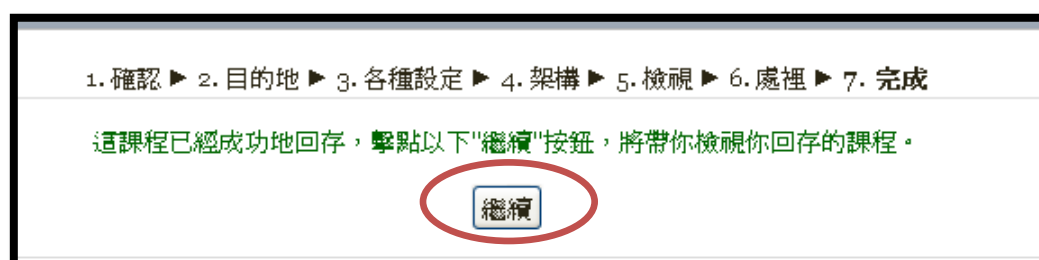 1. 確認 ► 2. 目的地 ► 3. 各種設定 ► 4. 架構 ► 5. 檢視 ► 6. 處裡 ► 7. 完成
這課程已經成功地回存，擊點以下"繼續"按鈕，將帶你檢視你回存的課程。
繼續